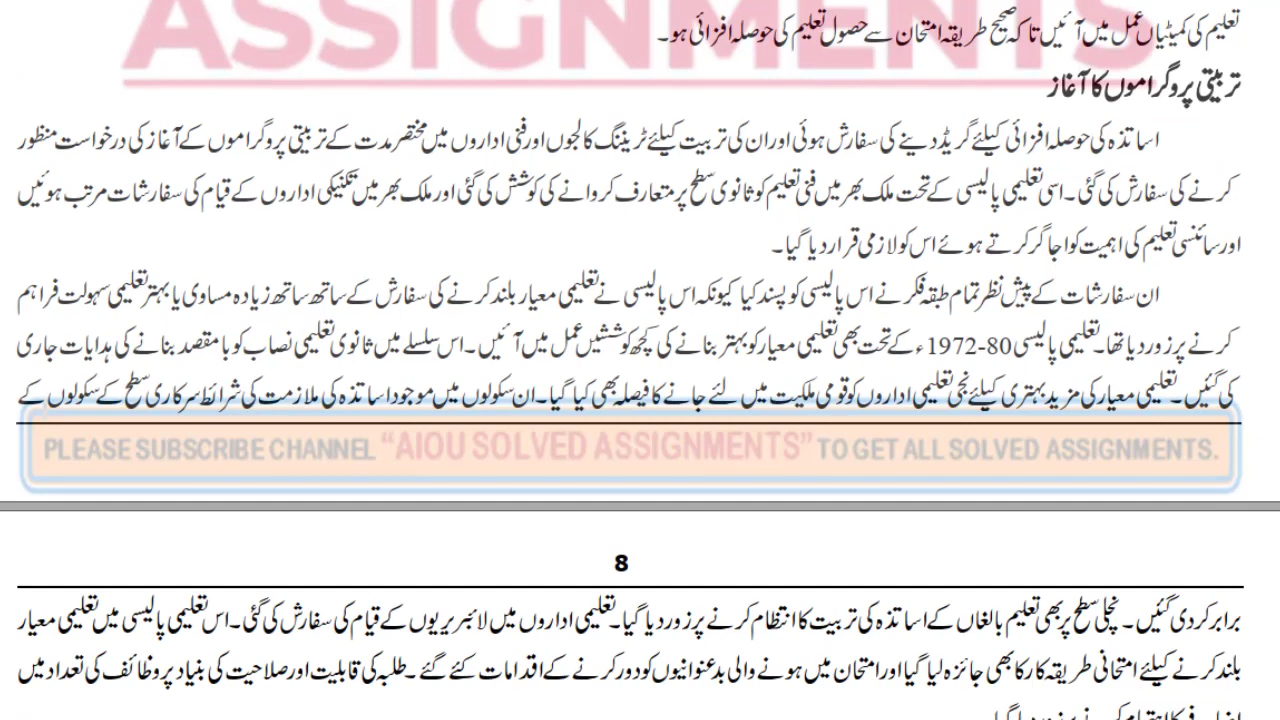 ASSIGNMENTS
تعلیم کی کمیٹیاں عمل میں آئیں تاکہ صحیح طریقہ امتحان سے حصول تعلیم کی حوصلہ افزائی ہو۔
تربیتی پروگراموں کا آغاز
اساتذہ کی حوصلہ افزائی کیلئے گریڈ دینے کی سفارش ہوئی اور ان کی تربیت کیلئے ٹریننگ کالجوں اور فنی اداروں میں مختصر مدت کے تربیتی پروگراموں کے آغاز کی درخواست منظور
کرنے کی سفارش کی گئی۔ اسی تعلیمی پالیسی کے تحت ملک بھر میں فنی تعلیم کو ثانوی سطح پر متعارف کروانے کی کوشش کی گئی اور ملک بھر میں تکنیکی اداروں کے قیام کی سفارشات مرتب ہوئیں
اور سائنسی تعلیم کی اہمیت کو اجاگر کرتے ہوئے اس کو لازمی قرار دیا گیا۔
ان سفارشات کے پیش نظر تمام طبقہ فکر نے اس پالیسی کو پسند کیا کیونکہ اس پالیسی نے تعلیمی معیار بلند کرنے کی سفارش کے ساتھ ساتھ زیادہ مساوی یا بہتر تعلیمی سہولت فراہم
کرنے پر زور دیا تھا۔ تعلیمی پالیسی 80-1972ء کے تحت بھی تعلیمی معیار کو بہتر بنانے کی کچھ کوششیں عمل میں آئیں۔ اس سلسلے میں ثانوی تعلیمی نصاب کو با مقصد بنانے کی ہدایات جاری
کی گئیں۔ تعلیمی معیار کی مزید بہتری کیلئے نجی تعلیمی اداروں کو قومی ملکیت میں لئے جانے کا فیصلہ بھی کیا گیا۔ ان سکولوں میں موجود اساتذہ کی ملازمت کی شرائط سرکاری سطح کے سکولوں کے
PLEASE SUBSCRIBE CHANNEL “AIOU SOLVED ASSIGNMENTS” TO GET ALL SOLVED ASSIGNMENTS.
8
برابر کر دی گئیں۔ نچلی سطح پر بھی تعلیم بالغاں کے اساتذہ کی تربیت کا انتظام کرنے پر زور دیا گیا۔ تعلیمی اداروں میں لائبریریوں کے قیام کی سفارش کی گئی۔ اس تعلیمی پالیسی میں تعلیمی معیار
بلند کرنے کیلئے امتحانی طریقہ کار کا بھی جائزہ لیا گیا اور امتحان میں ہونے والی بدعنوانیوں کو دور کرنے کے اقدامات کئے گئے۔ طلبہ کی قابلیت اور صلاحیت کی بنیاد پر وظائف کی تعداد میں